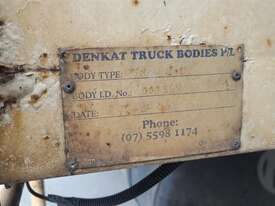 DENKAT TRUCK BODIES P/L
BODY TYPE:
BODY I.D. No.:
DATE:
Phone:
(07) 5598 1174